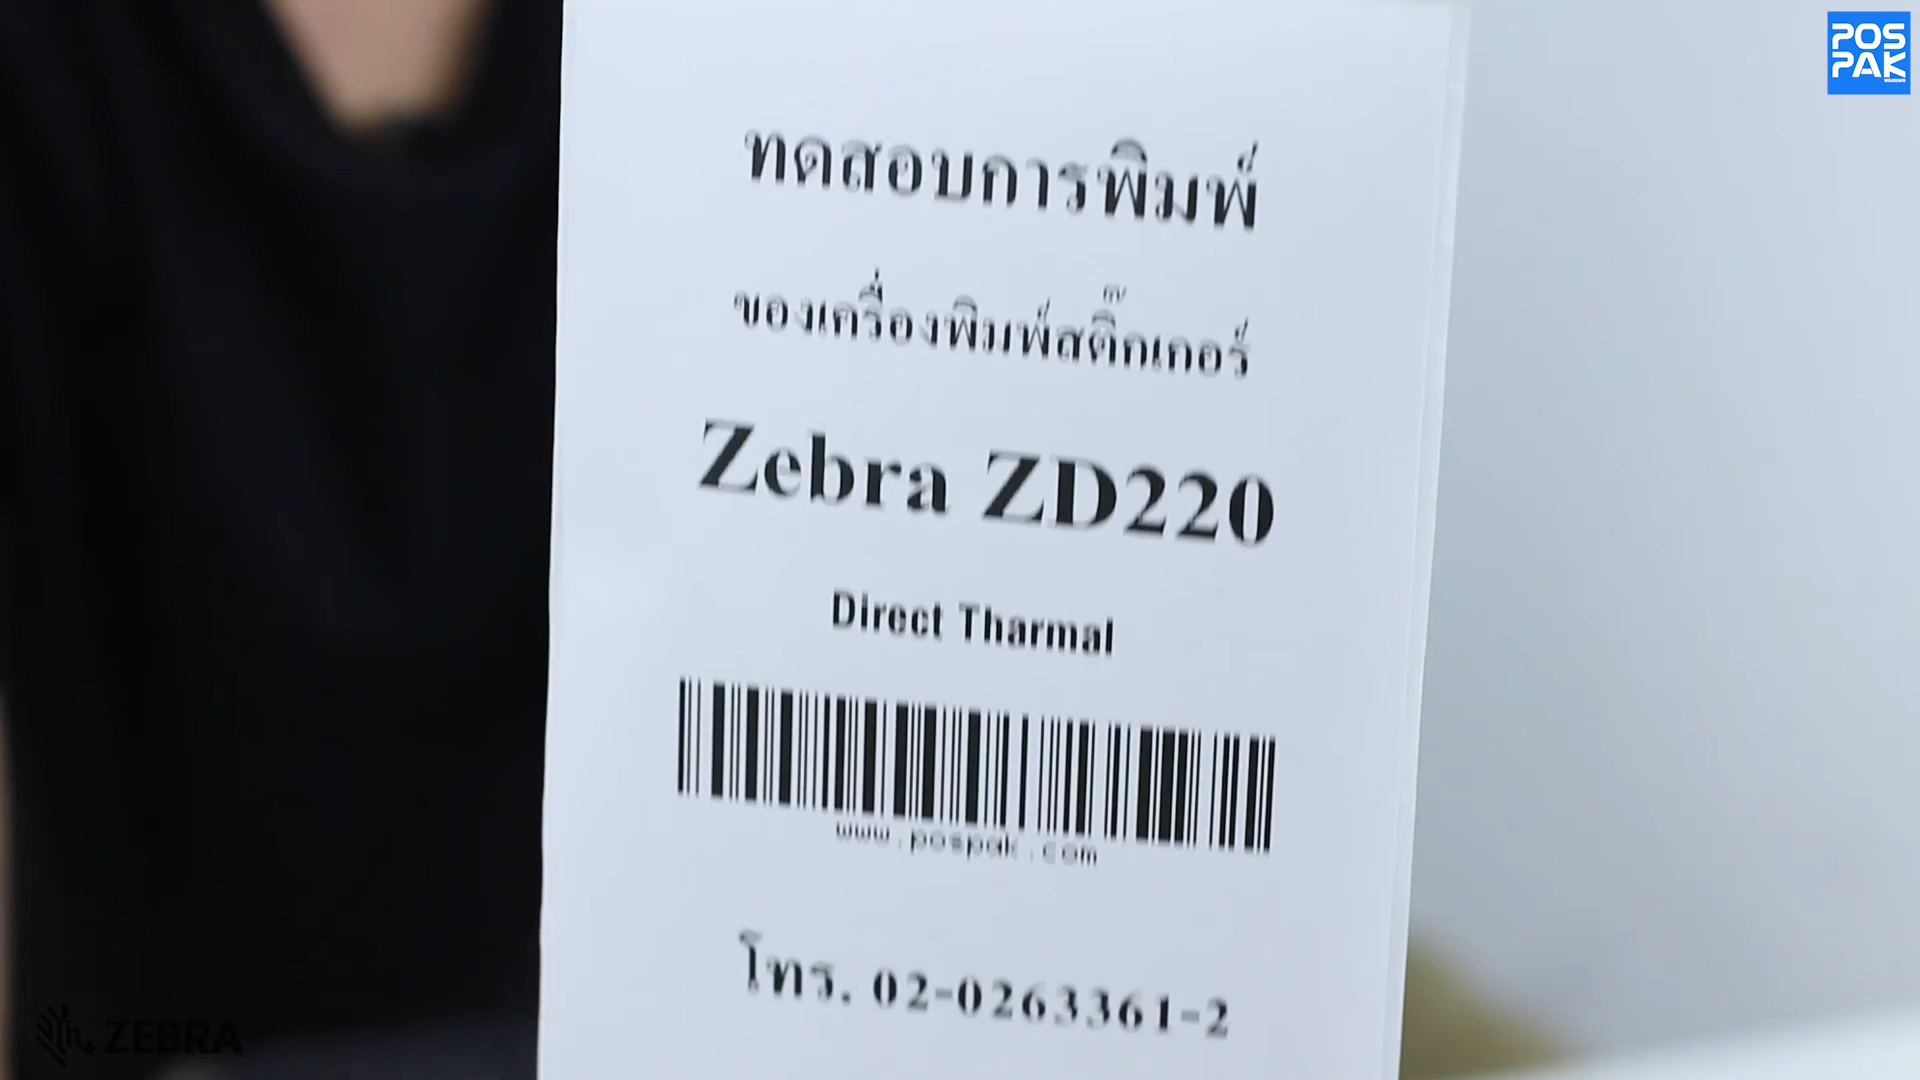 POS
PAK
ทดสอบการพิมพ์
ของเครื่องพิมพ์สติ๊กเกอร์
Zebra ZD220
Direct Tharmal
www.pospak.com
โทร. 02-0263361-2
ZEBRA